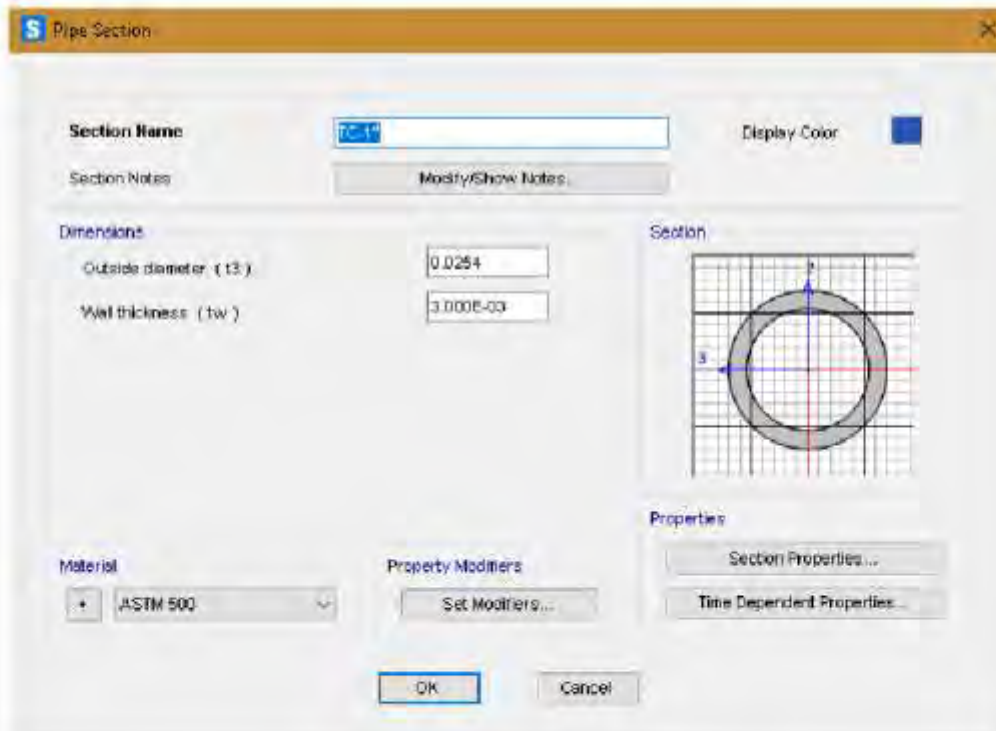 S Pipe Section
Section Name TC-1" Display Color
Section Notes Modify/Show Notes...
Dimensions
Outside diameter ( t3 ) 0.0254
Wall thickness ( tw ) 3.000E-03
Section
2
3
Properties
Section Properties...
Time Dependent Properties...
Material
+ ASTM 500
Property Modifiers
Set Modifiers...
OK Cancel